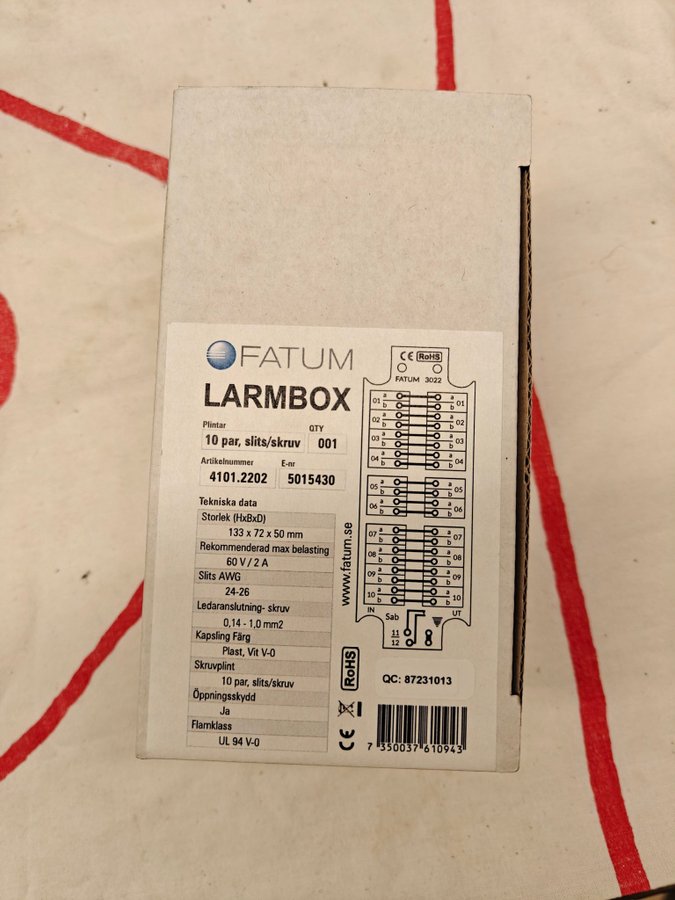 FATUM
LARMBOX
Plintar QTY
10 par, slits/skruv 001
Artikelnummer E-nr
4101.2202 5015430
Tekniska data
Storlek (HxBxD)
133 x 72 x 50 mm
Rekommenderad max belasting
60 V / 2 A
Slits AWG
24-26
Ledaranslutning- skruv
0,14 - 1,0 mm2
Kapsling Färg
Plast, Vit V-0
Skruvplint
10 par, slits/skruv
Öppningsskydd
Ja
Flamklass
UL 94 V-0
www.fatum.se
CE RoHS
FATUM 3022
01 a a 01
b b
02 a a 02
b b
03 a a 03
b b
04 a a 04
b b
05 a a 05
b b
06 a a 06
b b
07 a a 07
b b
08 a a 08
b b
09 a a 09
b b
10 a a 10
b b
IN UT
Sab
11
12
RoHS
QC: 87231013
CE
7 350037 610943